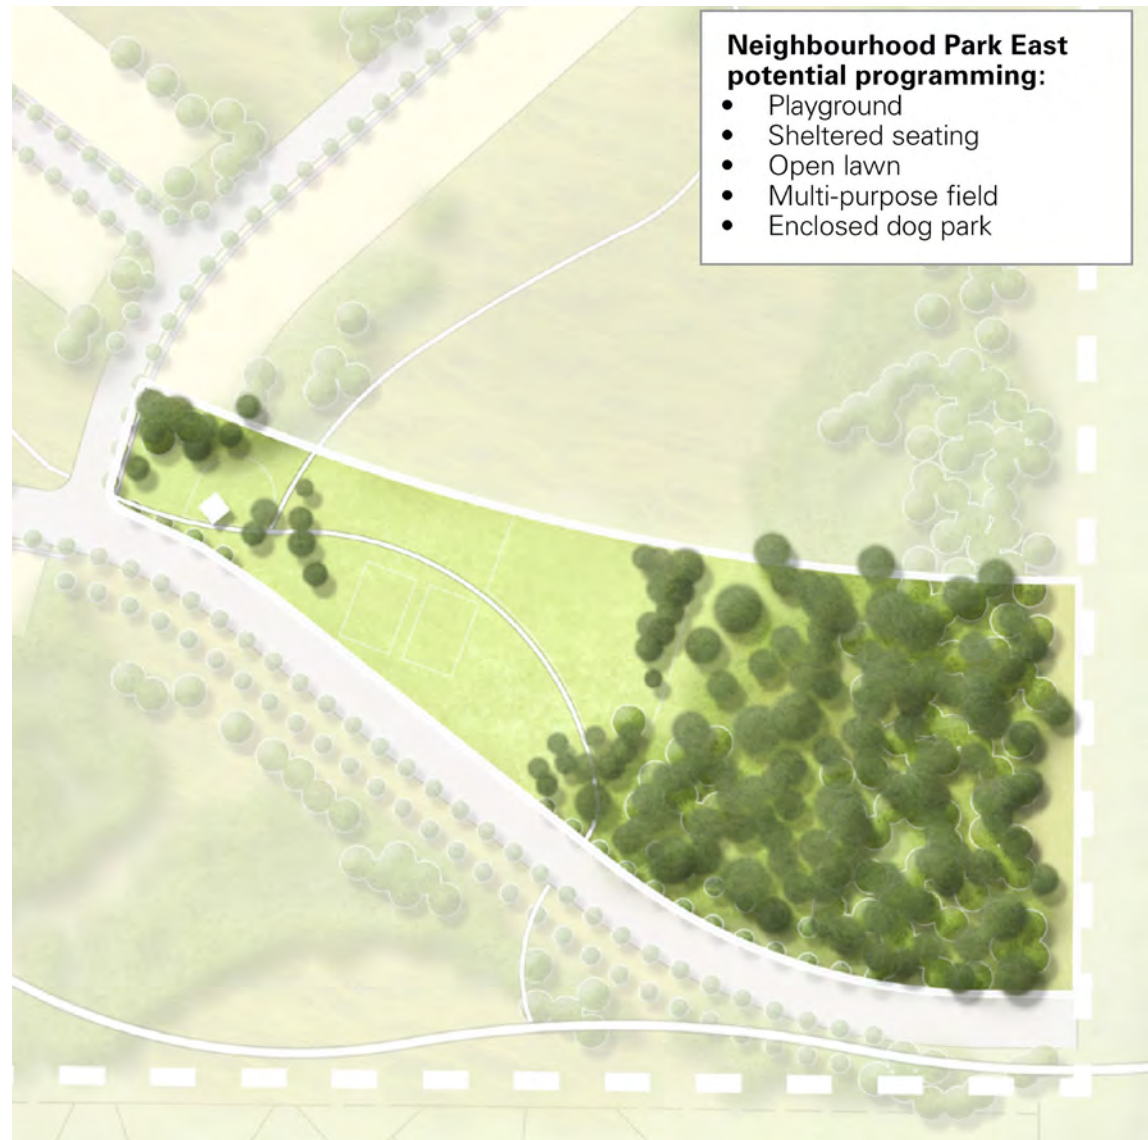 Neighbourhood Park East
potential programming:
• Playground
• Sheltered seating
• Open lawn
• Multi-purpose field
• Enclosed dog park